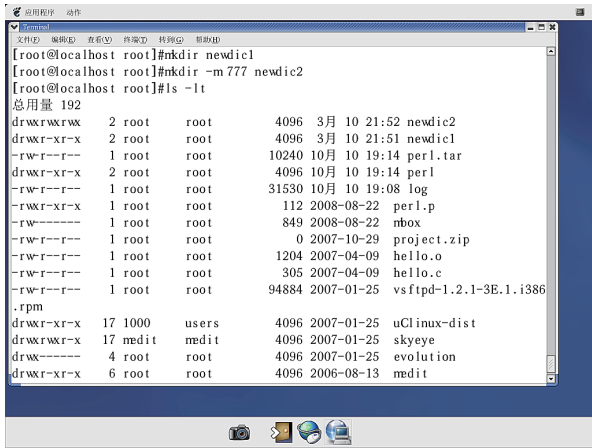 应用程序 动作
Terminal
文件(F) 编辑(E) 查看(V) 终端(T) 转到(G) 帮助(H)
[root@localhost root]#mkdir newdic1
[root@localhost root]#mkdir -m 777 newdic2
[root@localhost root]#ls -lt
总用量 192
drwxrwxrwx 2 root root 4096 3月 10 21:52 newdic2
drwxr-xr-x 2 root root 4096 3月 10 21:51 newdic1
-rw-r--r-- 1 root root 10240 10月 10 19:14 perl.tar
drwxr-xr-x 2 root root 4096 10月 10 19:14 perl
-rw-r--r-- 1 root root 31530 10月 10 19:08 log
-rw-r--r-- 1 root root 112 2008-08-22 perl.p
-rw------- 1 root root 849 2008-08-22 mbox
-rw-r--r-- 1 root root 0 2007-10-29 project.zip
-rw-r--r-- 1 root root 1204 2007-04-09 hello.o
-rw-r--r-- 1 root root 305 2007-04-09 hello.c
-rw-r--r-- 1 root root 94884 2007-01-25 vsftpd-1.2.1-3E.1.i386
.rpm
drwxr-xr-x 17 1000 users 4096 2007-01-25 uClinux-dist
drwxrwxr-x 17 medit medit 4096 2007-01-25 skyeye
drwx------ 4 root root 4096 2007-01-25 evolution
drwxr-xr-x 6 root root 4096 2006-08-13 medit